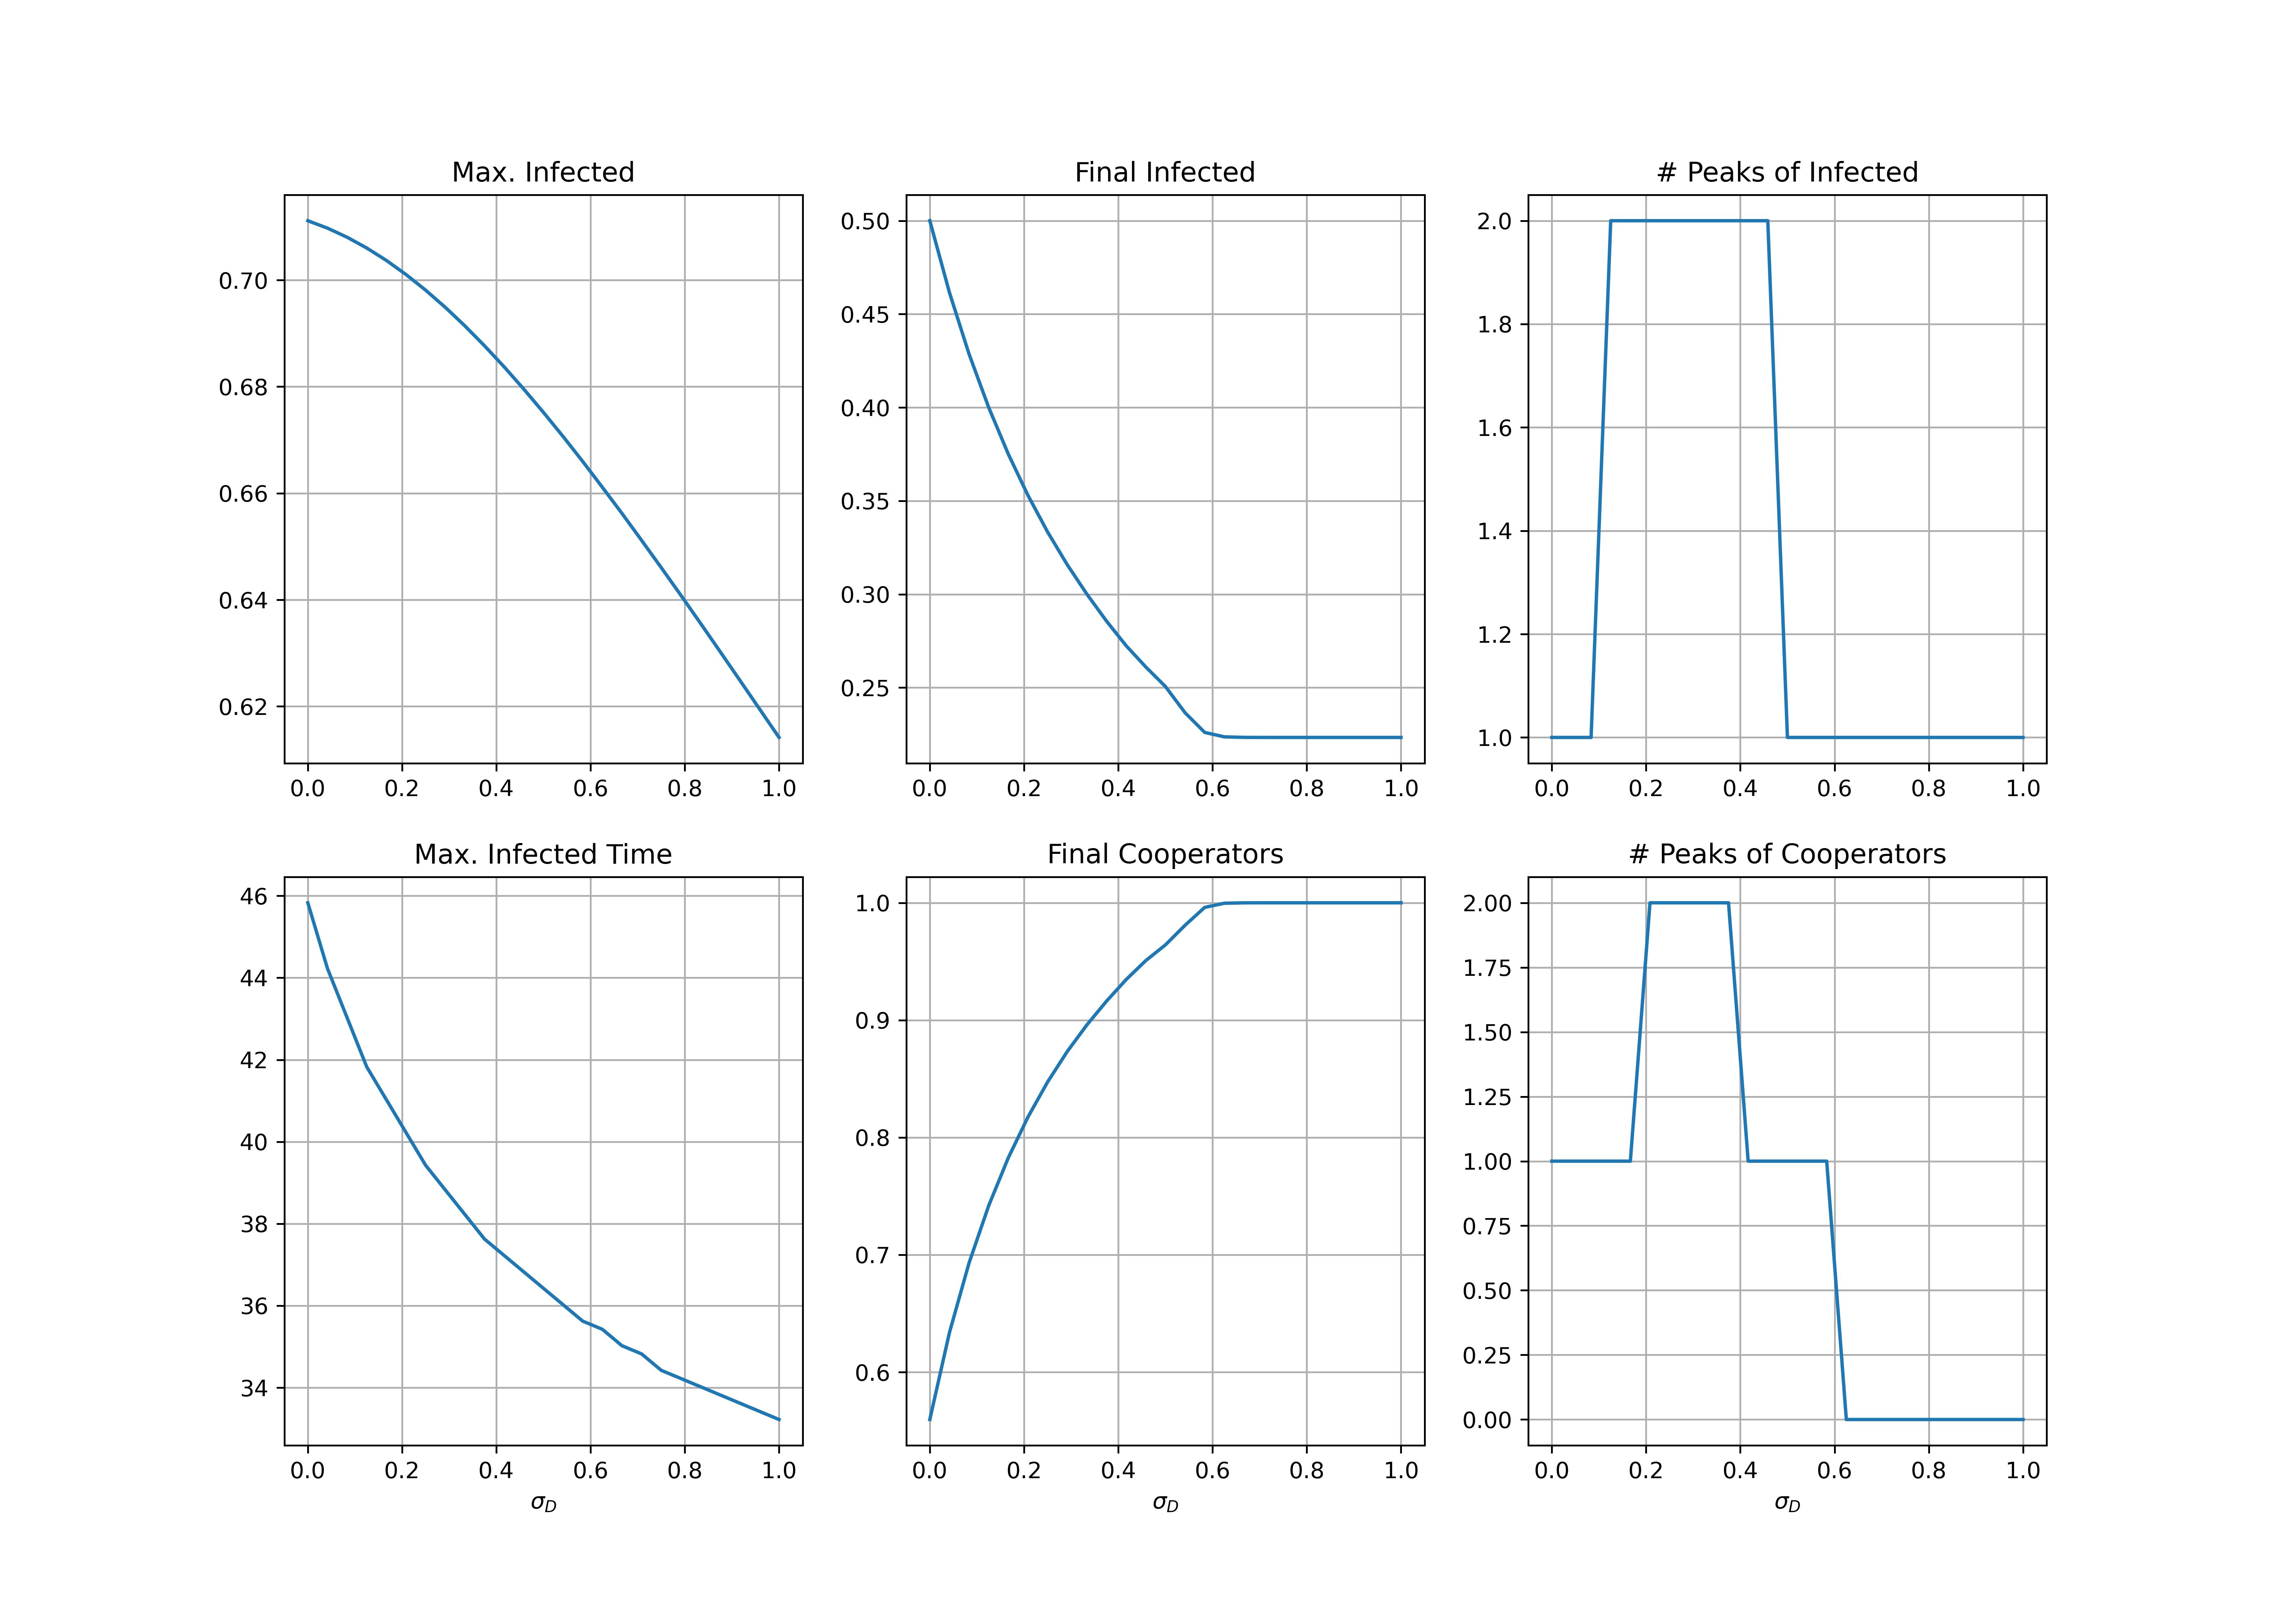 Max. Infected
0.70
0.68
0.66
0.64
0.62
0.0 0.2 0.4 0.6 0.8 1.0
Final Infected
0.50
0.45
0.40
0.35
0.30
0.25
0.0 0.2 0.4 0.6 0.8 1.0
# Peaks of Infected
2.0
1.8
1.6
1.4
1.2
1.0
0.0 0.2 0.4 0.6 0.8 1.0
Max. Infected Time
46
44
42
40
38
36
34
0.0 0.2 0.4 0.6 0.8 1.0
σ_D
Final Cooperators
1.0
0.9
0.8
0.7
0.6
0.0 0.2 0.4 0.6 0.8 1.0
σ_D
# Peaks of Cooperators
2.00
1.75
1.50
1.25
1.00
0.75
0.50
0.25
0.00
0.0 0.2 0.4 0.6 0.8 1.0
σ_D